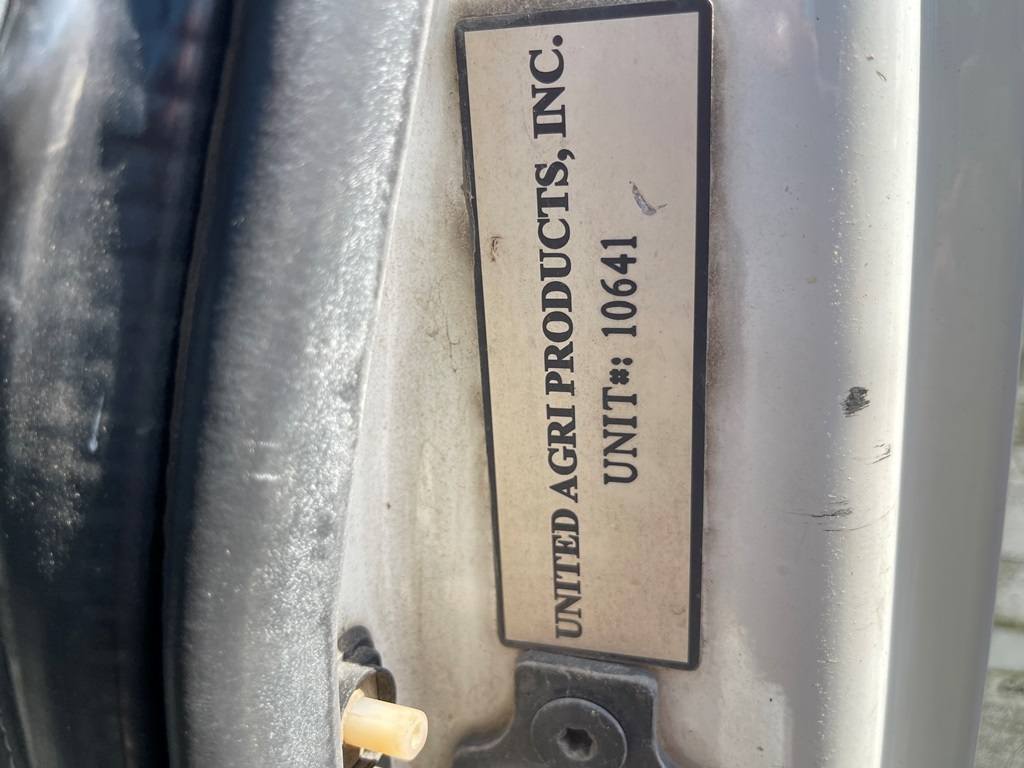 UNITED AGRI PRODUCTS, INC.
UNIT#: 10641